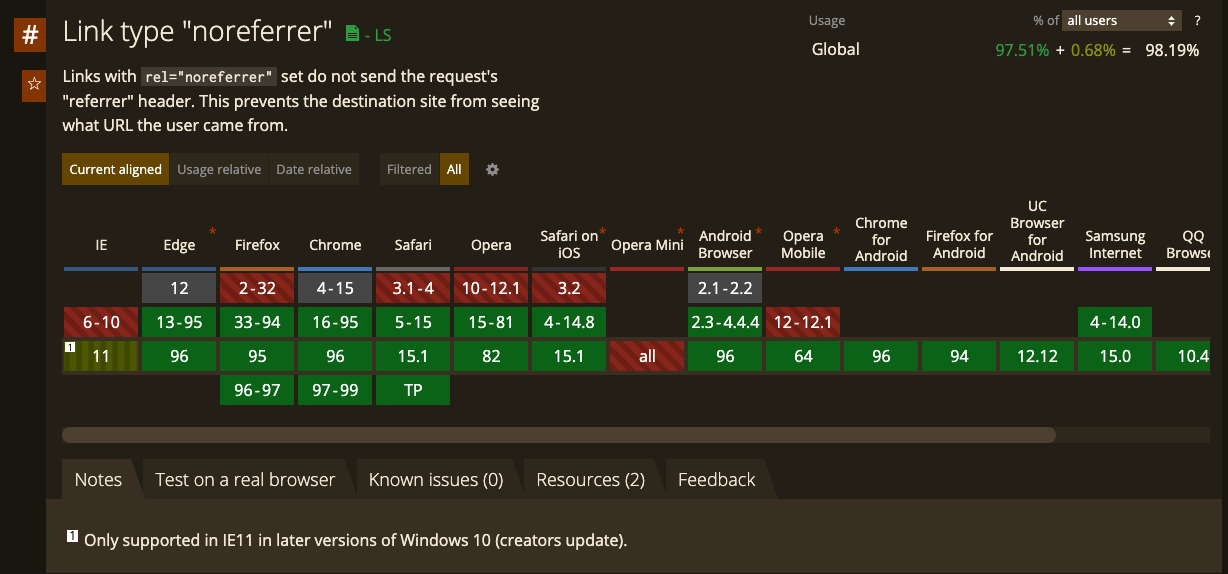 #
Link type "noreferrer" - LS
Usage % of all users ?
Global 97.51% + 0.68% = 98.19%
☆
Links with rel="noreferrer" set do not send the request's
"referrer" header. This prevents the destination site from seeing
what URL the user came from.
Current aligned Usage relative Date relative Filtered All
IE Edge * Firefox Chrome Safari Opera Safari on iOS * Opera Mini * Android Browser * Opera Mobile * Chrome for Android Firefox for Android UC Browser for Android Samsung Internet QQ
12 2-32 4-15 3.1-4 10-12.1 3.2 2.1-2.2
6-10 13-95 33-94 16-95 5-15 15-81 4-14.8 2.3-4.4.4 12-12.1 4-14.0
1 11 96 95 96 15.1 82 15.1 all 96 64 96 94 12.12 15.0 10.4
96-97 97-99 TP
Notes Test on a real browser Known issues (0) Resources (2) Feedback
1 Only supported in IE11 in later versions of Windows 10 (creators update).